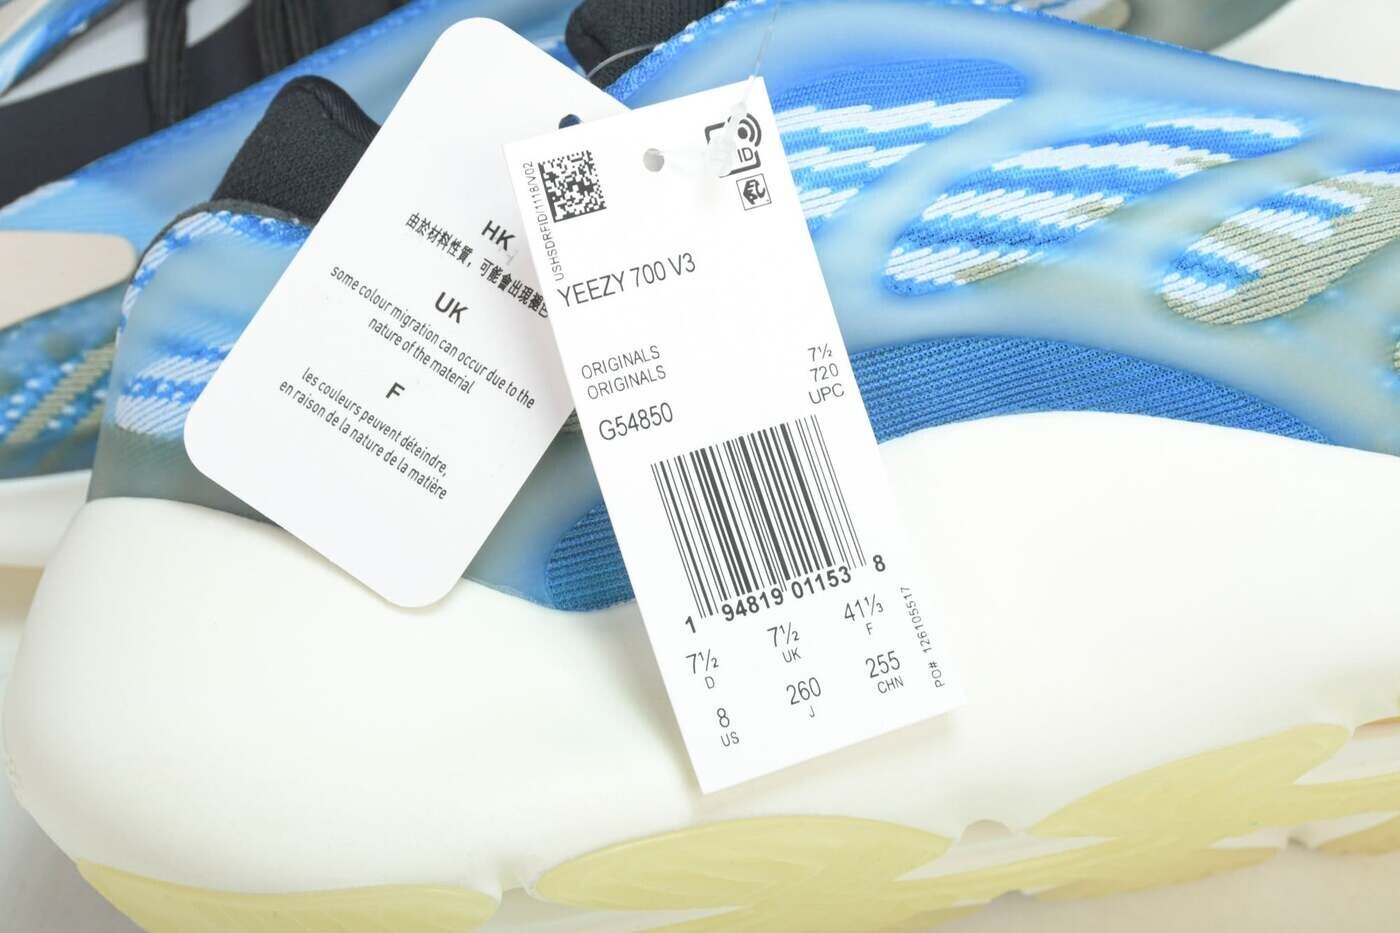 HK
由於材料性質，可能會出現褪色
UK
some colour migration can occur due to the
nature of the material
F
les couleurs peuvent déteindre,
en raison de la nature de la matière
USHSDRFID/1118/V02
ID
YEEZY 700 V3
ORIGINALS 7½
ORIGINALS 720
G54850 UPC
1 94819 01153 8
7½ 7½ 41⅓
D UK F
8 260 255
US J CHN
PO# 126105517